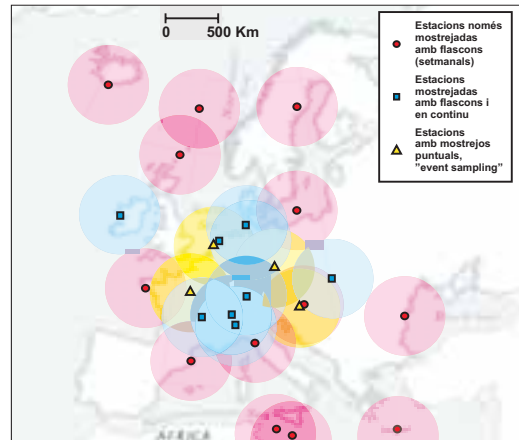 0 500 Km
Estacions només
mostrejadas
amb flascons
(setmanals)
Estacions
mostrejadas
amb flascons i
en continu
Estacions
amb mostrejos
puntuals,
"event sampling"
ÀFRICA